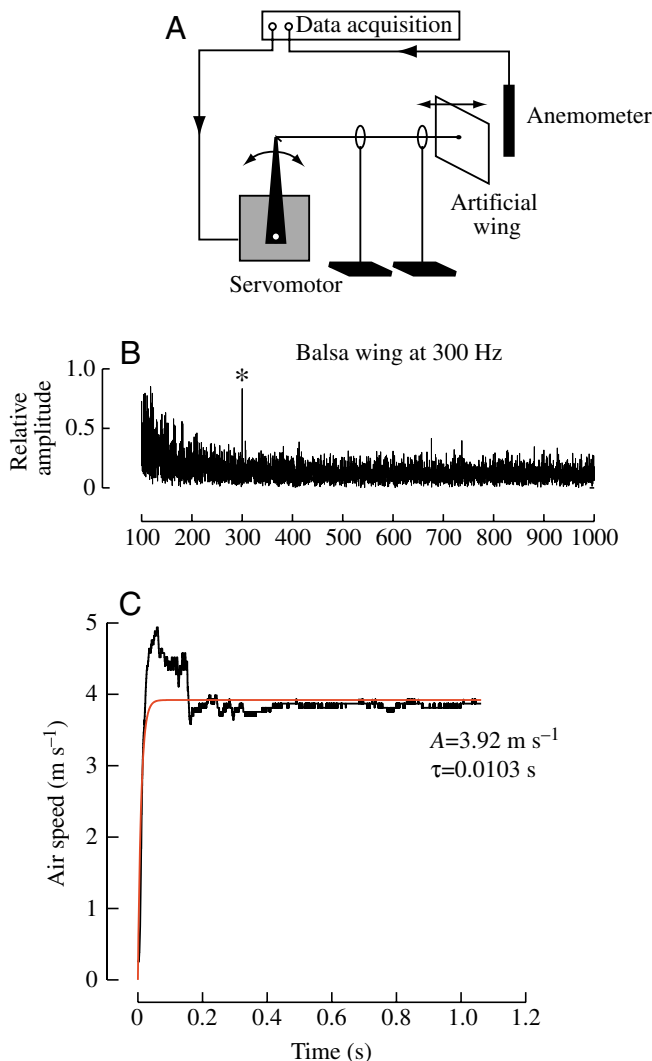 A
Data acquisition
Anemometer
Artificial
wing
Servomotor
B
Balsa wing at 300 Hz
*
Relative
amplitude
1.0
0.5
0
100 200 300 400 500 600 700 800 900 1000
C
Air speed (m s⁻¹)
5
4
3
2
1
0
A=3.92 m s⁻¹
τ=0.0103 s
0 0.2 0.4 0.6 0.8 1.0 1.2
Time (s)